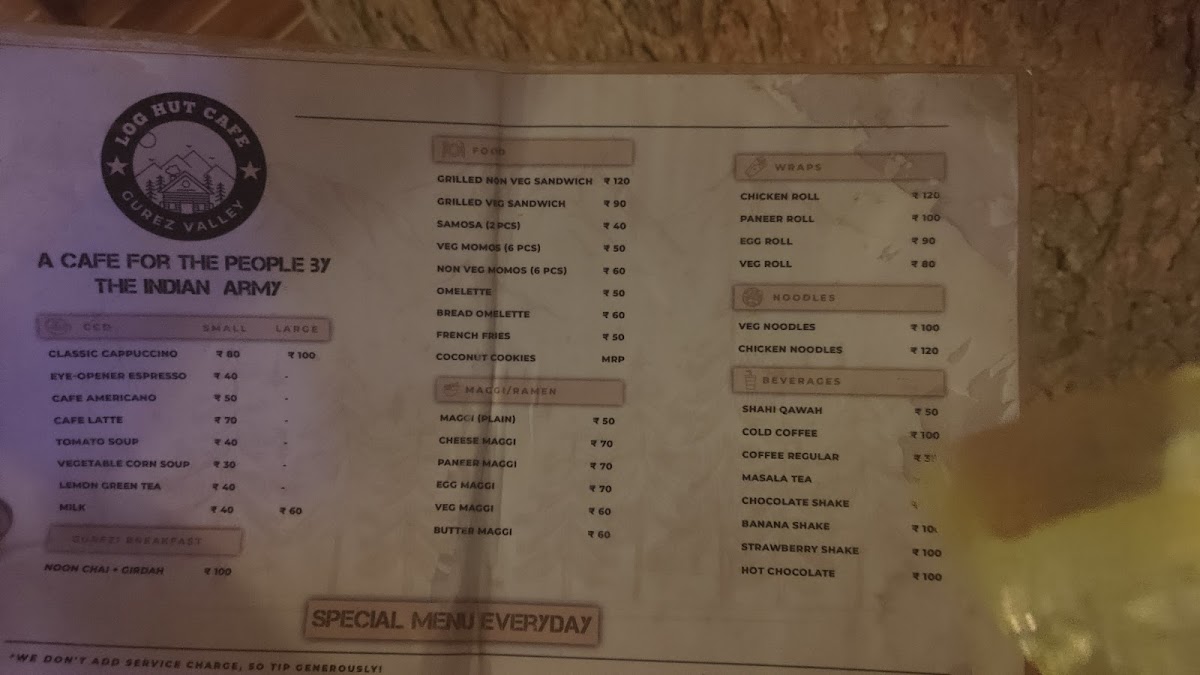 LOG HUT CAFE
GUREZ VALLEY
A CAFE FOR THE PEOPLE BY
THE INDIAN ARMY
CCD SMALL LARGE
CLASSIC CAPPUCCINO ₹ 80 ₹ 100
EYE-OPENER ESPRESSO ₹ 40 -
CAFE AMERICANO ₹ 50 -
CAFE LATTE ₹ 70 -
TOMATO SOUP ₹ 40 -
VEGETABLE CORN SOUP ₹ 30 -
LEMON GREEN TEA ₹ 40 -
MILK ₹ 40 ₹ 60
GUREZI BREAKFAST
NOON CHAI + GIRDAH ₹ 100
FOOD
GRILLED NON VEG SANDWICH ₹ 120
GRILLED VEG SANDWICH ₹ 90
SAMOSA (2 PCS) ₹ 40
VEG MOMOS (6 PCS) ₹ 50
NON VEG MOMOS (6 PCS) ₹ 60
OMELETTE ₹ 50
BREAD OMELETTE ₹ 60
FRENCH FRIES ₹ 50
COCONUT COOKIES MRP
MAGGI/RAMEN
MAGGI (PLAIN) ₹ 50
CHEESE MAGGI ₹ 70
PANEER MAGGI ₹ 70
EGG MAGGI ₹ 70
VEG MAGGI ₹ 60
BUTTER MAGGI ₹ 60
WRAPS
CHICKEN ROLL ₹ 120
PANEER ROLL ₹ 100
EGG ROLL ₹ 90
VEG ROLL ₹ 80
NOODLES
VEG NOODLES ₹ 100
CHICKEN NOODLES ₹ 120
BEVERAGES
SHAHI QAWAH ₹ 50
COLD COFFEE ₹ 100
COFFEE REGULAR ₹
MASALA TEA
CHOCOLATE SHAKE ₹
BANANA SHAKE ₹ 100
STRAWBERRY SHAKE ₹ 100
HOT CHOCOLATE ₹ 100
SPECIAL MENU EVERYDAY
*WE DON'T ADD SERVICE CHARGE, SO TIP GENEROUSLY!